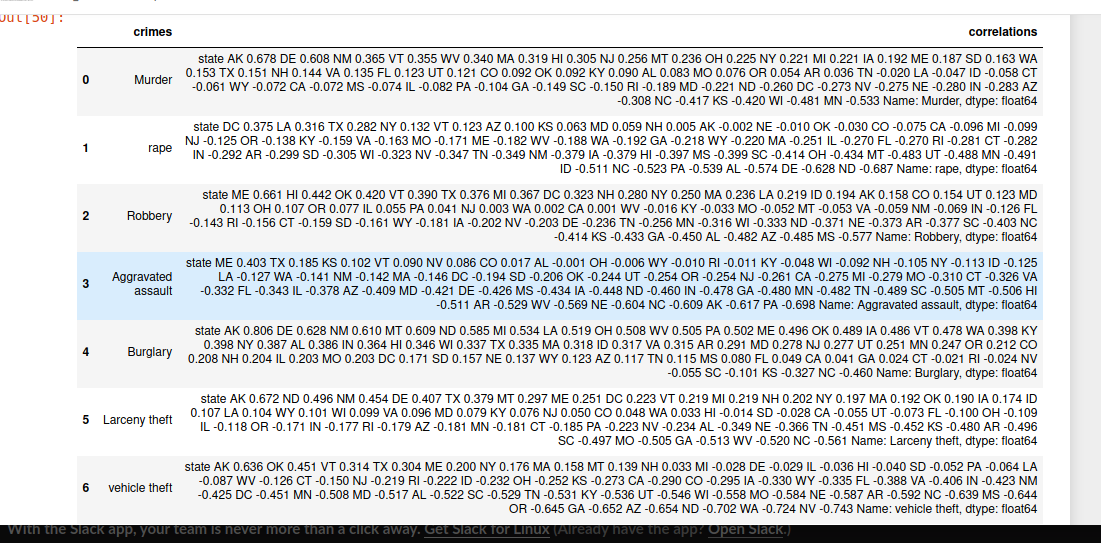 out[50]:
crimes correlations
0 Murder state AK 0.678 DE 0.608 NM 0.365 VT 0.355 WV 0.340 MA 0.319 HI 0.305 NJ 0.256 MT 0.236 OH 0.225 NY 0.221 MI 0.221 IA 0.192 ME 0.187 SD 0.163 WA
0.153 TX 0.151 NH 0.144 VA 0.135 FL 0.123 UT 0.121 CO 0.092 OK 0.092 KY 0.090 AL 0.083 MO 0.076 OR 0.054 AR 0.036 TN -0.020 LA -0.047 ID -0.058 CT
-0.061 WY -0.072 CA -0.072 MS -0.074 IL -0.082 PA -0.104 GA -0.149 SC -0.150 RI -0.189 MD -0.221 ND -0.260 DC -0.273 NV -0.275 NE -0.280 IN -0.283 AZ
-0.308 NC -0.417 KS -0.420 WI -0.481 MN -0.533 Name: Murder, dtype: float64
1 rape state DC 0.375 LA 0.316 TX 0.282 NY 0.132 VT 0.123 AZ 0.100 KS 0.063 MD 0.059 NH 0.005 AK -0.002 NE -0.010 OK -0.030 CO -0.075 CA -0.096 MI -0.099
NJ -0.125 OR -0.138 KY -0.159 VA -0.163 MO -0.171 ME -0.182 WV -0.188 WA -0.192 GA -0.218 WY -0.220 MA -0.251 IL -0.270 FL -0.270 RI -0.281 CT -0.282
IN -0.292 AR -0.299 SD -0.305 WI -0.323 NV -0.347 TN -0.349 NM -0.379 IA -0.379 HI -0.397 MS -0.399 SC -0.414 OH -0.434 MT -0.483 UT -0.488 MN -0.491
ID -0.511 NC -0.523 PA -0.539 AL -0.574 DE -0.628 ND -0.687 Name: rape, dtype: float64
2 Robbery state ME 0.661 HI 0.442 OK 0.420 VT 0.390 TX 0.376 MI 0.367 DC 0.323 NH 0.280 NY 0.250 MA 0.236 LA 0.219 ID 0.194 AK 0.158 CO 0.154 UT 0.123 MD
0.113 OH 0.107 OR 0.077 IL 0.055 PA 0.041 NJ 0.003 WA 0.002 CA 0.001 WV -0.016 KY -0.033 MO -0.052 MT -0.053 VA -0.059 NM -0.069 IN -0.126 FL
-0.143 RI -0.156 CT -0.159 SD -0.161 WY -0.181 IA -0.202 NV -0.203 DE -0.236 TN -0.256 MN -0.316 WI -0.333 ND -0.371 NE -0.373 AR -0.377 SC -0.403 NC
-0.414 KS -0.433 GA -0.450 AL -0.482 AZ -0.485 MS -0.577 Name: Robbery, dtype: float64
3 Aggravated assault state ME 0.403 TX 0.185 KS 0.102 VT 0.090 NV 0.086 CO 0.017 AL -0.001 OH -0.006 WY -0.010 RI -0.011 KY -0.048 WI -0.092 NH -0.105 NY -0.113 ID -0.125
LA -0.127 WA -0.141 NM -0.142 MA -0.146 DC -0.194 SD -0.206 OK -0.244 UT -0.254 OR -0.254 NJ -0.261 CA -0.275 MI -0.279 MO -0.310 CT -0.326 VA
-0.332 FL -0.343 IL -0.378 AZ -0.409 MD -0.421 DE -0.426 MS -0.434 IA -0.448 ND -0.460 IN -0.478 GA -0.480 MN -0.482 TN -0.489 SC -0.505 MT -0.506 HI
-0.511 AR -0.529 WV -0.569 NE -0.604 NC -0.609 AK -0.617 PA -0.698 Name: Aggravated assault, dtype: float64
4 Burglary state AK 0.806 DE 0.628 NM 0.610 MT 0.609 ND 0.585 MI 0.534 LA 0.519 OH 0.508 WV 0.505 PA 0.502 ME 0.496 OK 0.489 IA 0.486 VT 0.478 WA 0.398 KY
0.398 NY 0.387 AL 0.386 IN 0.364 HI 0.346 WI 0.337 TX 0.335 MA 0.318 ID 0.317 VA 0.315 AR 0.291 MD 0.278 NJ 0.277 UT 0.251 MN 0.247 OR 0.212 CO
0.208 NH 0.204 IL 0.203 MO 0.203 DC 0.171 SD 0.157 NE 0.137 WY 0.123 AZ 0.117 TN 0.115 MS 0.080 FL 0.049 CA 0.041 GA 0.024 CT -0.021 RI -0.024 NV
-0.055 SC -0.101 KS -0.327 NC -0.460 Name: Burglary, dtype: float64
5 Larceny theft state AK 0.672 ND 0.496 NM 0.454 DE 0.407 TX 0.379 MT 0.297 ME 0.251 DC 0.223 VT 0.219 MI 0.219 NH 0.202 NY 0.197 MA 0.192 OK 0.190 IA 0.174 ID
0.107 LA 0.104 WY 0.101 WI 0.099 VA 0.096 MD 0.079 KY 0.076 NJ 0.050 CO 0.048 WA 0.033 HI -0.014 SD -0.028 CA -0.055 UT -0.073 FL -0.100 OH -0.109
IL -0.118 OR -0.171 IN -0.177 RI -0.179 AZ -0.181 MN -0.181 CT -0.185 PA -0.223 NV -0.234 AL -0.349 NE -0.366 TN -0.451 MS -0.452 KS -0.480 AR -0.496
SC -0.497 MO -0.505 GA -0.513 WV -0.520 NC -0.561 Name: Larceny theft, dtype: float64
6 vehicle theft state AK 0.636 OK 0.451 VT 0.314 TX 0.304 ME 0.200 NY 0.176 MA 0.158 MT 0.139 NH 0.033 MI -0.028 DE -0.029 IL -0.036 HI -0.040 SD -0.052 PA -0.064 LA
-0.087 WV -0.126 CT -0.150 NJ -0.219 RI -0.222 ID -0.232 OH -0.252 KS -0.273 CA -0.290 CO -0.295 IA -0.330 WY -0.335 FL -0.388 VA -0.406 IN -0.423 NM
-0.425 DC -0.451 MN -0.508 MD -0.517 AL -0.522 SC -0.529 TN -0.531 KY -0.536 UT -0.546 WI -0.558 MO -0.584 NE -0.587 AR -0.592 NC -0.639 MS -0.644
OR -0.645 GA -0.652 AZ -0.654 ND -0.702 WA -0.724 NV -0.743 Name: vehicle theft, dtype: float64
With the Slack app, your team is never more than a click away. Get Slack for Linux (Already have the app? Open Slack.)